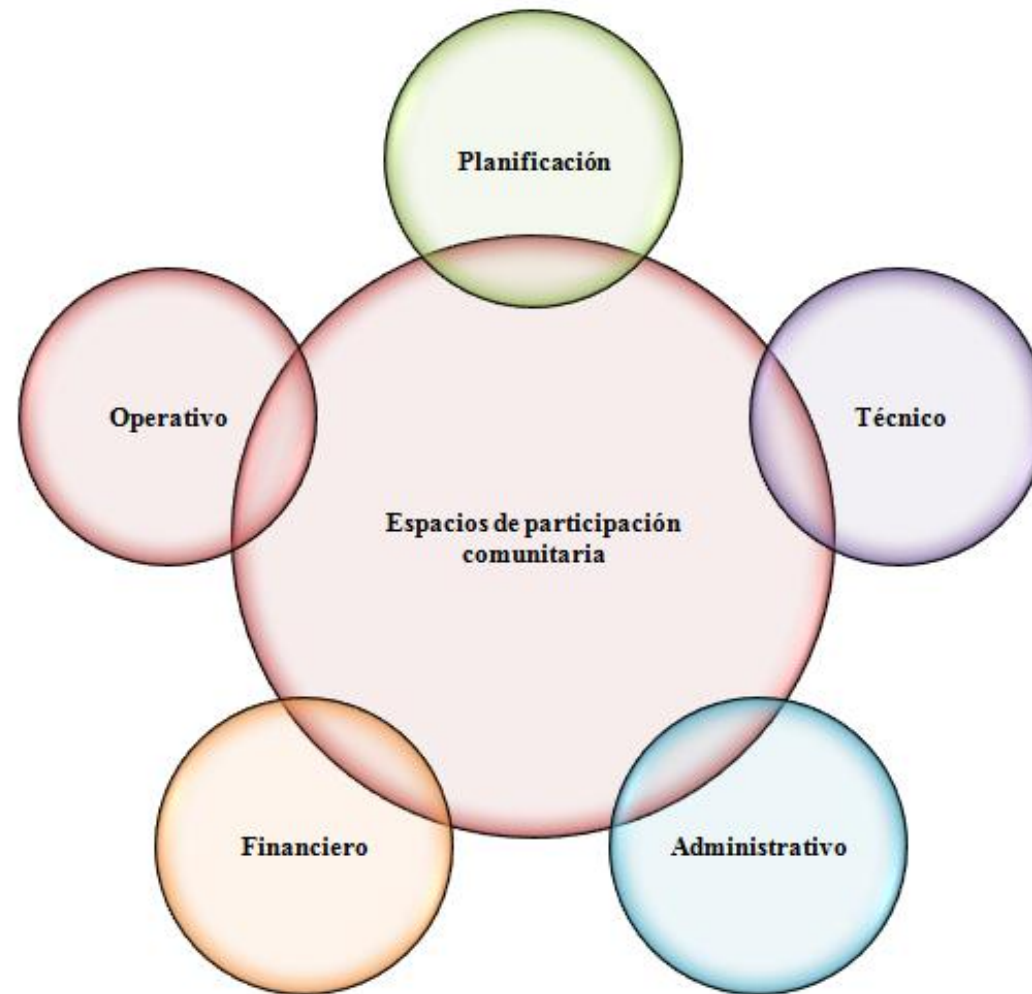 Planificación
Operativo
Técnico
Espacios de participación
comunitaria
Financiero
Administrativo